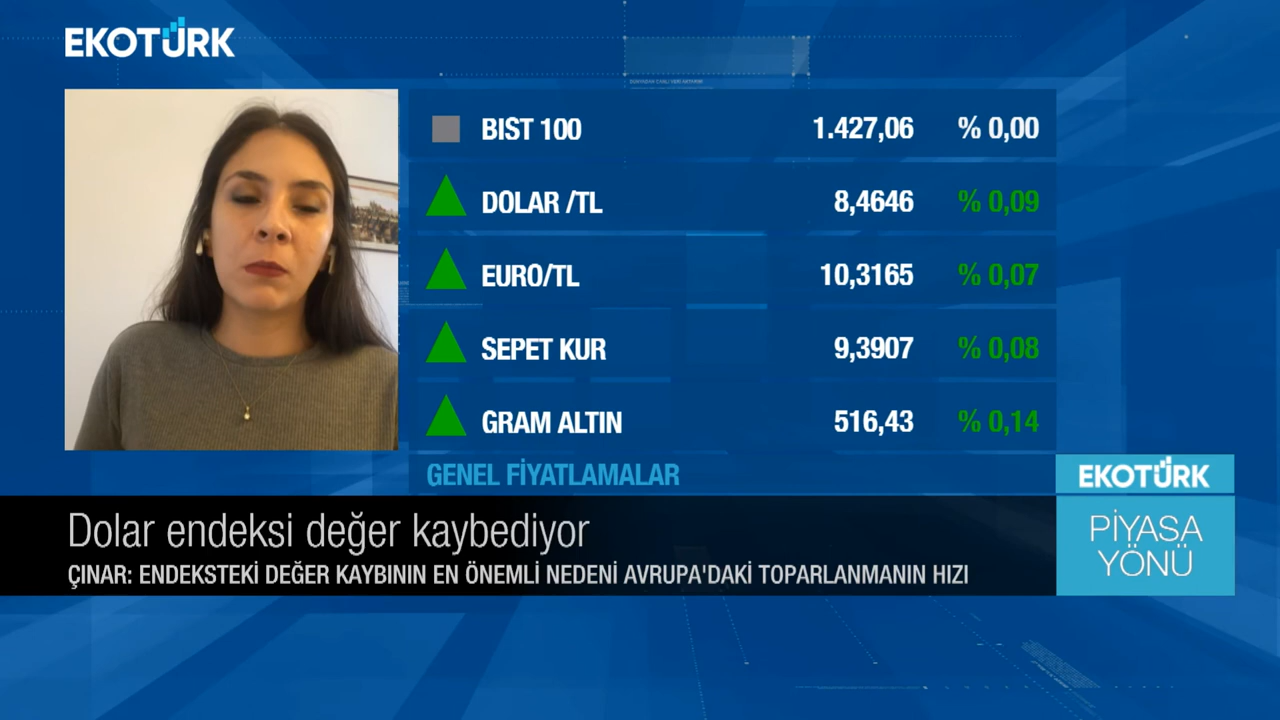 EKOTÜRK
BIST 100 1.427,06 % 0,00
DOLAR /TL 8,4646 % 0,09
EURO/TL 10,3165 % 0,07
SEPET KUR 9,3907 % 0,08
GRAM ALTIN 516,43 % 0,14
GENEL FİYATLAMALAR
EKOTÜRK
PİYASA
YÖNÜ
Dolar endeksi değer kaybediyor
ÇINAR: ENDEKSTEKİ DEĞER KAYBININ EN ÖNEMLİ NEDENİ AVRUPA'DAKİ TOPARLANMANIN HIZI